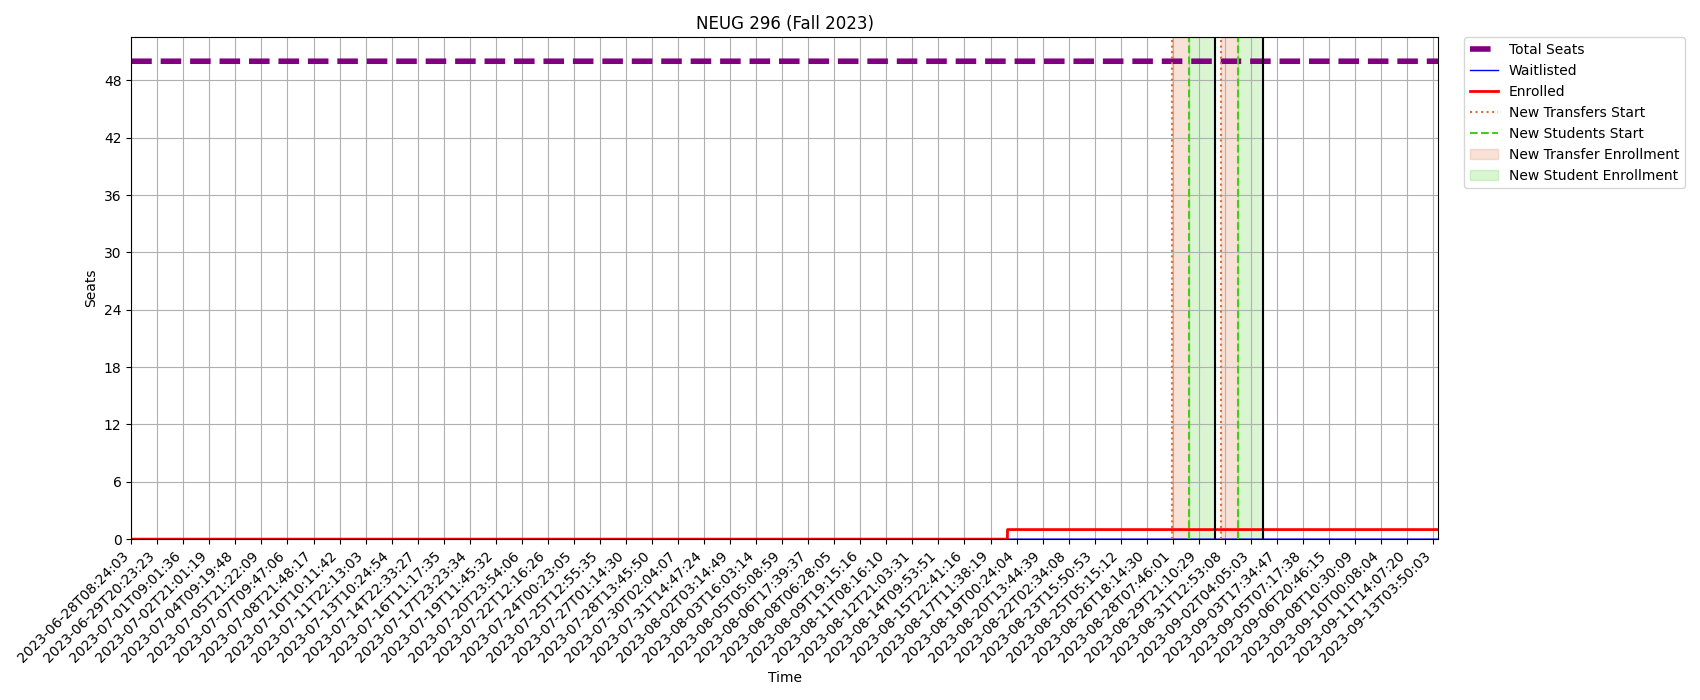 NEUG 296 (Fall 2023)
Total Seats
Waitlisted
Enrolled
New Transfers Start
New Students Start
New Transfer Enrollment
New Student Enrollment
Seats
48
42
36
30
24
18
12
6
0
2023-06-28T08:24:03
2023-06-29T20:23:23
2023-07-01T09:01:36
2023-07-02T21:01:19
2023-07-04T09:19:48
2023-07-05T21:22:09
2023-07-07T09:47:06
2023-07-08T21:48:17
2023-07-10T10:11:42
2023-07-11T22:13:03
2023-07-13T10:24:54
2023-07-14T22:33:27
2023-07-16T11:17:35
2023-07-17T23:23:34
2023-07-19T11:45:32
2023-07-20T23:54:06
2023-07-22T12:16:26
2023-07-24T00:23:05
2023-07-25T12:55:35
2023-07-27T01:14:30
2023-07-28T13:45:50
2023-07-30T02:04:07
2023-07-31T14:47:24
2023-08-02T03:14:49
2023-08-03T16:03:14
2023-08-05T05:08:59
2023-08-06T17:39:37
2023-08-08T06:28:05
2023-08-09T19:15:16
2023-08-11T08:16:10
2023-08-12T21:03:31
2023-08-14T09:53:51
2023-08-15T22:41:16
2023-08-17T11:38:19
2023-08-19T00:24:04
2023-08-20T13:44:39
2023-08-22T02:34:08
2023-08-23T15:50:53
2023-08-25T05:15:12
2023-08-26T18:14:30
2023-08-28T07:46:01
2023-08-29T21:10:29
2023-08-31T12:53:08
2023-09-02T04:05:03
2023-09-03T17:34:47
2023-09-05T07:17:38
2023-09-06T20:46:15
2023-09-08T10:30:09
2023-09-10T00:08:04
2023-09-11T14:07:20
2023-09-13T03:50:03
Time